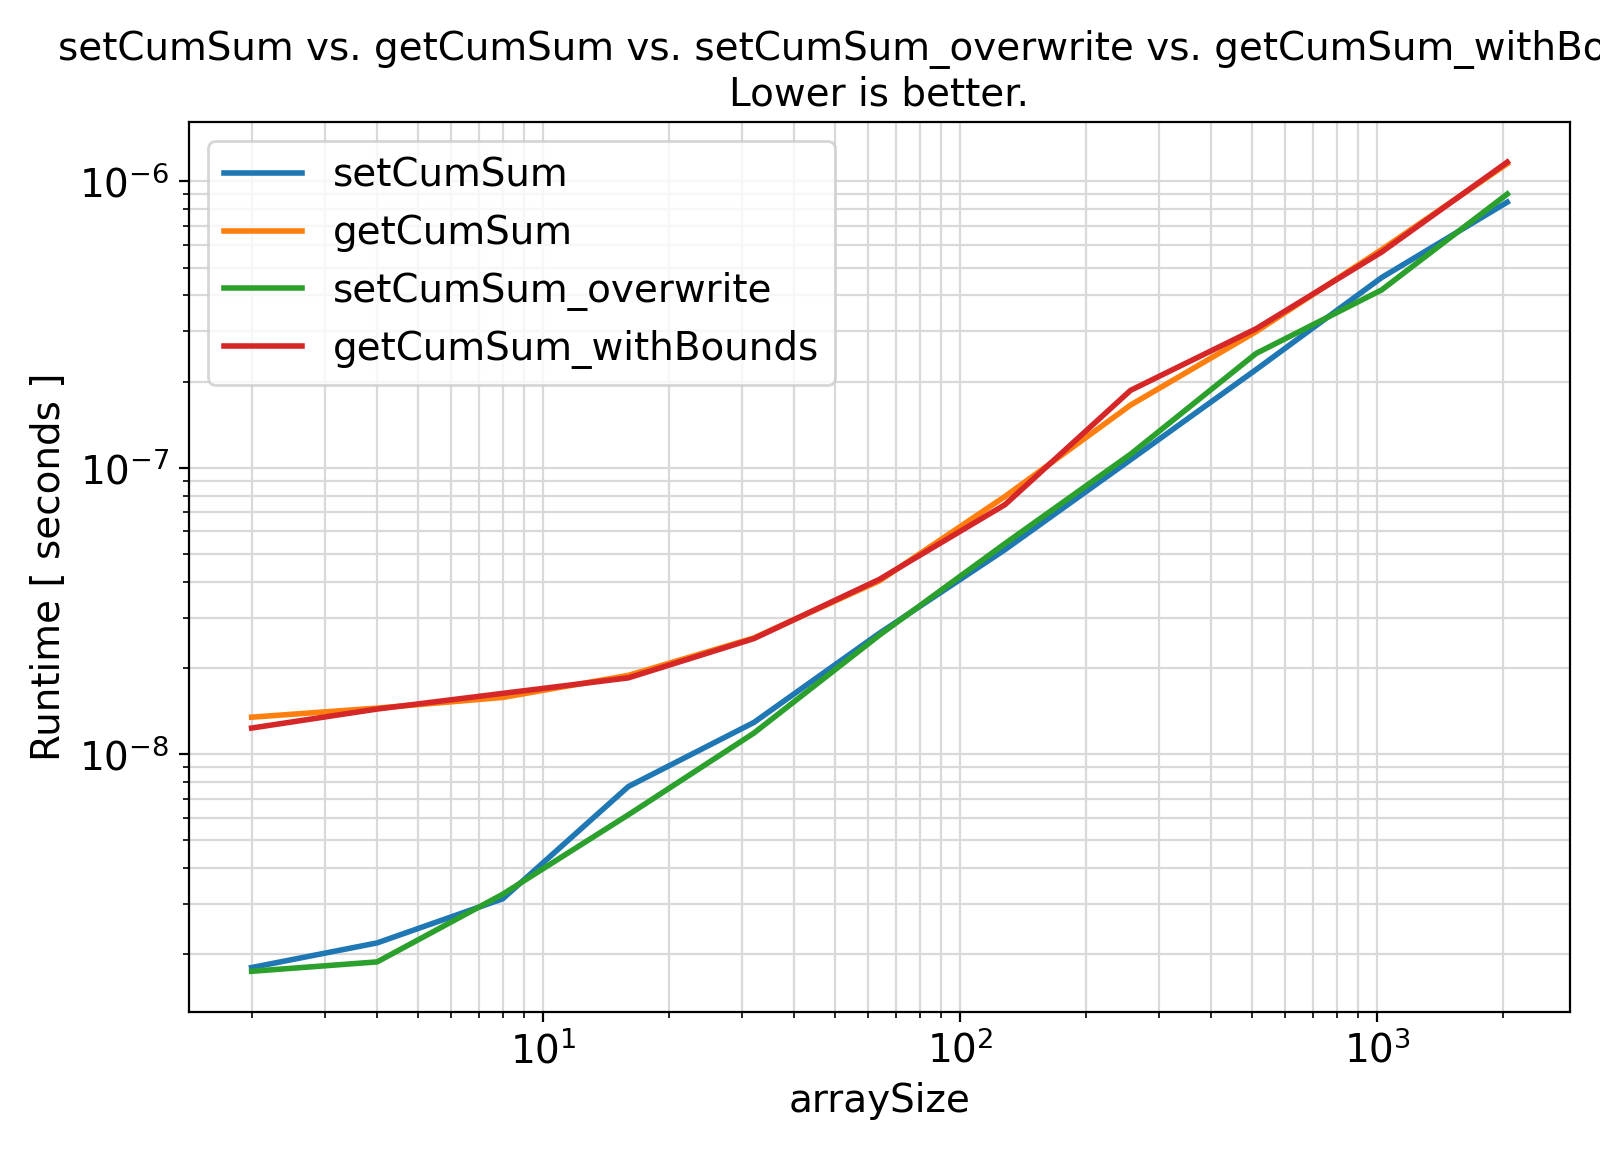 setCumSum vs. getCumSum vs. setCumSum_overwrite vs. getCumSum_withBo
Lower is better.
setCumSum
getCumSum
setCumSum_overwrite
getCumSum_withBounds
10⁻⁶
10⁻⁷
10⁻⁸
Runtime [ seconds ]
10¹ 10² 10³
arraySize